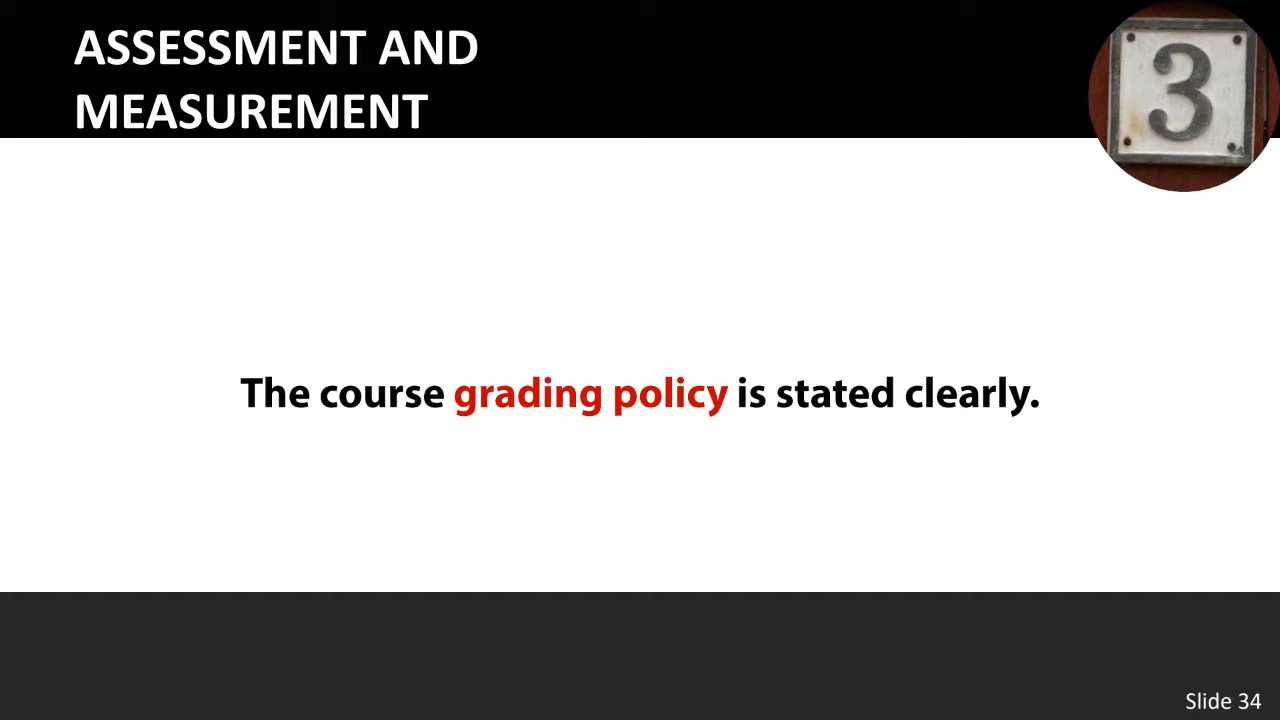 ASSESSMENT AND
MEASUREMENT
3
The course grading policy is stated clearly.
Slide 34